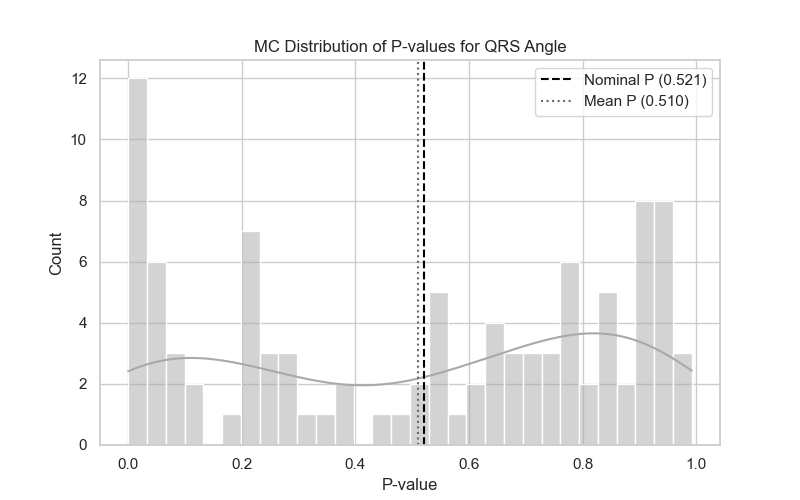 MC Distribution of P-values for QRS Angle
Nominal P (0.521)
Mean P (0.510)
12
10
8
6
4
2
0
Count
0.0 0.2 0.4 0.6 0.8 1.0
P-value